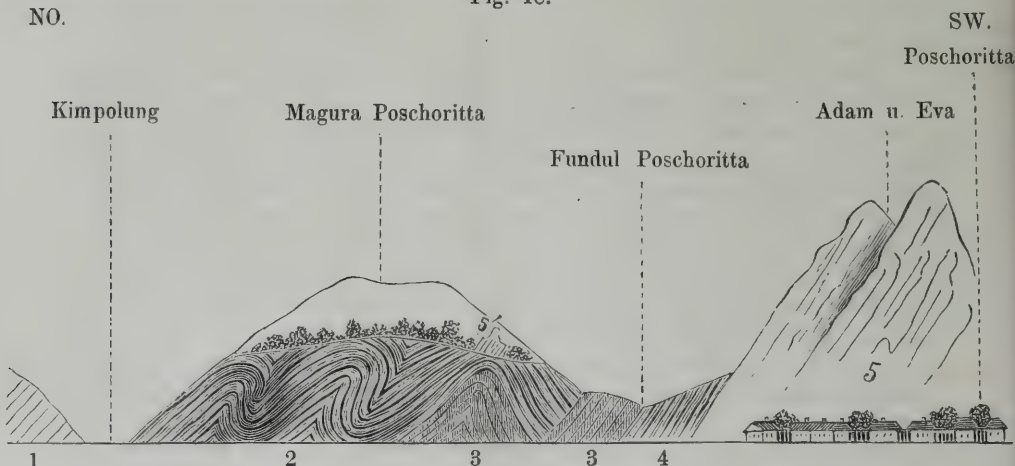 NO.
SW.
Poschoritta
Kimpolung
Magura Poschoritta
Adam u. Eva
Fundul Poschoritta
5'
5
1 2 3 3 4